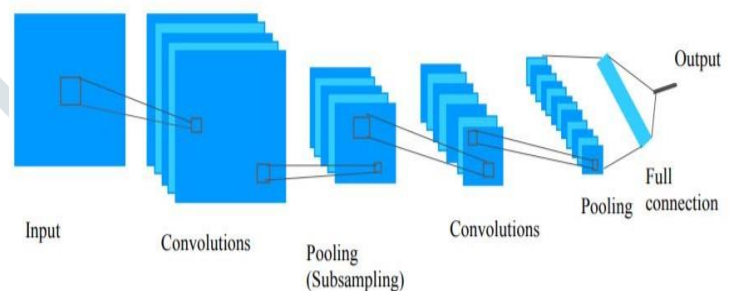 Input
Convolutions
Pooling
(Subsampling)
Convolutions
Pooling
Full
connection
Output